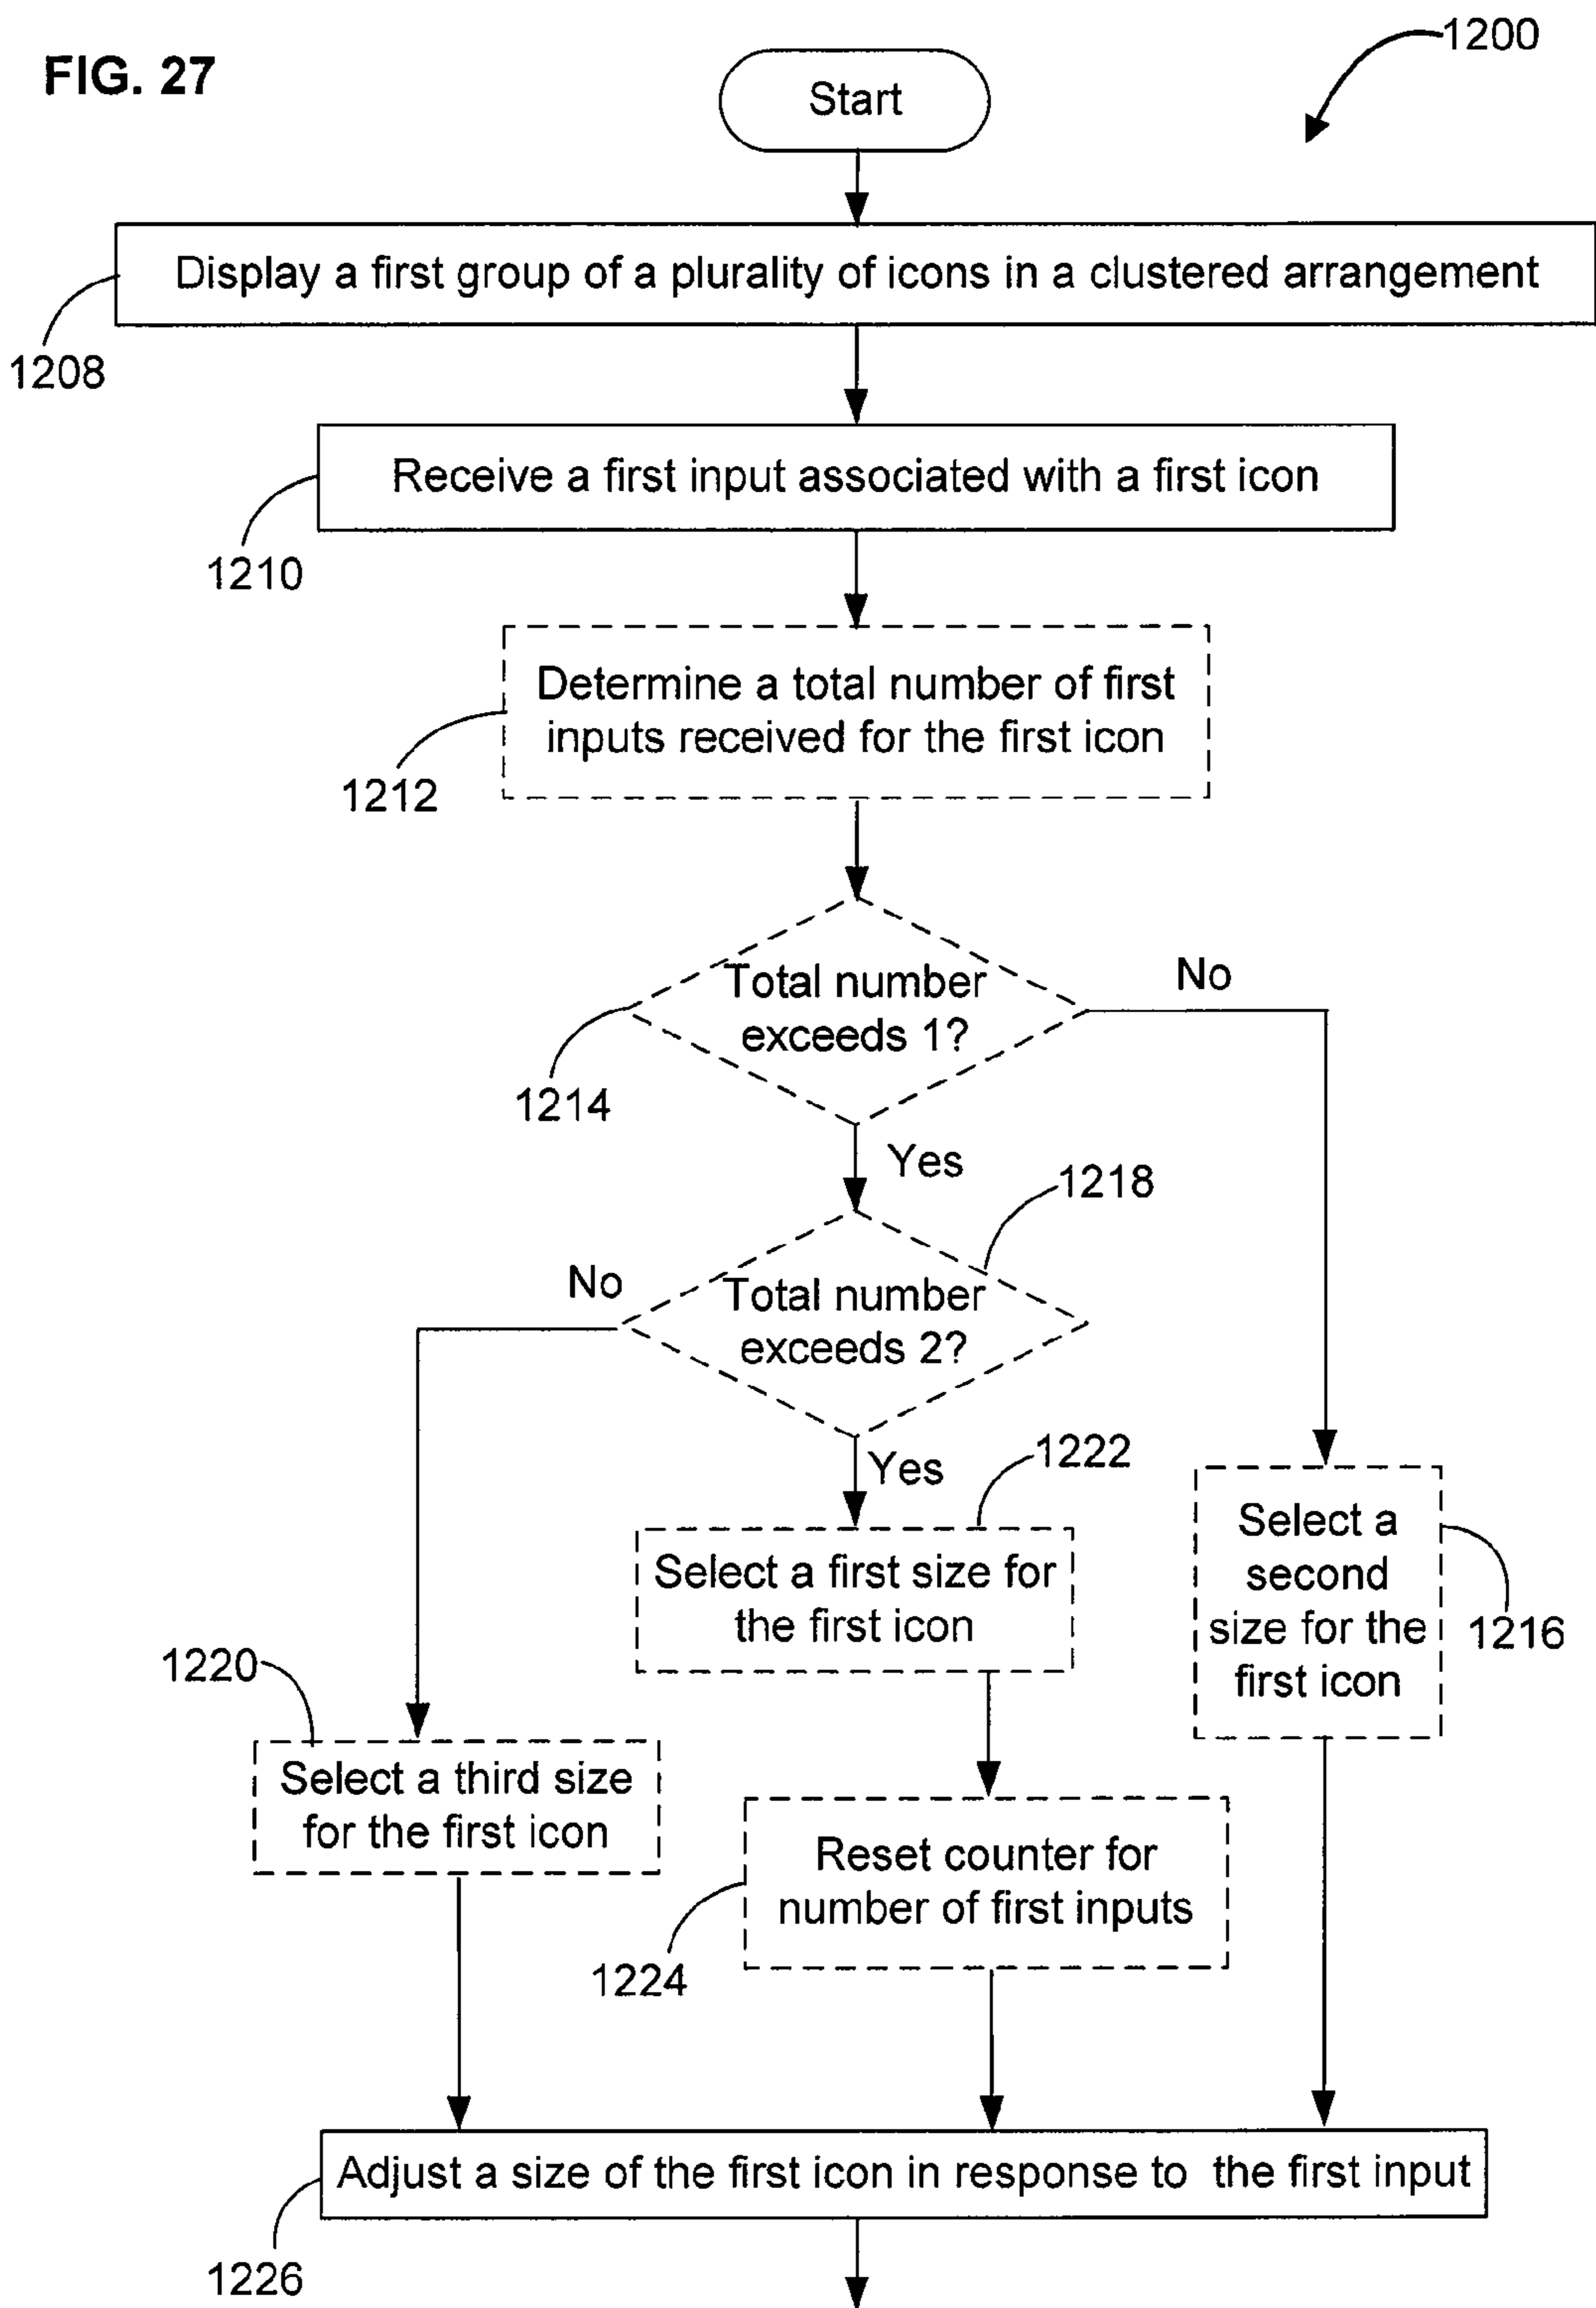 FIG. 27
1200
Start
Display a first group of a plurality of icons in a clustered arrangement
1208
Receive a first input associated with a first icon
1210
Determine a total number of first
inputs received for the first icon
1212
Total number
exceeds 1?
No
1214
Yes
1218
No
Total number
exceeds 2?
Yes
1222
Select a first size for
the first icon
Select a
second
size for the
first icon
1216
1220
Select a third size
for the first icon
Reset counter for
number of first inputs
1224
Adjust a size of the first icon in response to the first input
1226